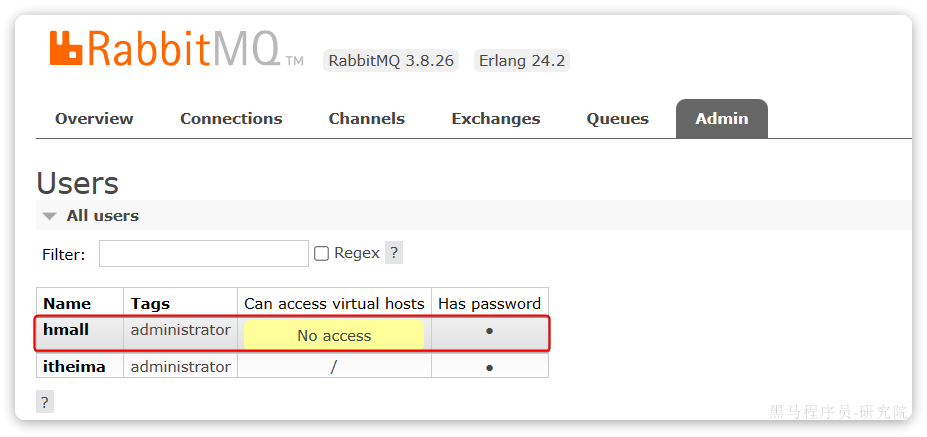 RabbitMQ TM RabbitMQ 3.8.26 Erlang 24.2
Overview Connections Channels Exchanges Queues Admin
Users
All users
Filter: Regex ?
Name Tags Can access virtual hosts Has password
hmall administrator No access ●
itheima administrator / ●
?
黑马程序员-研究院